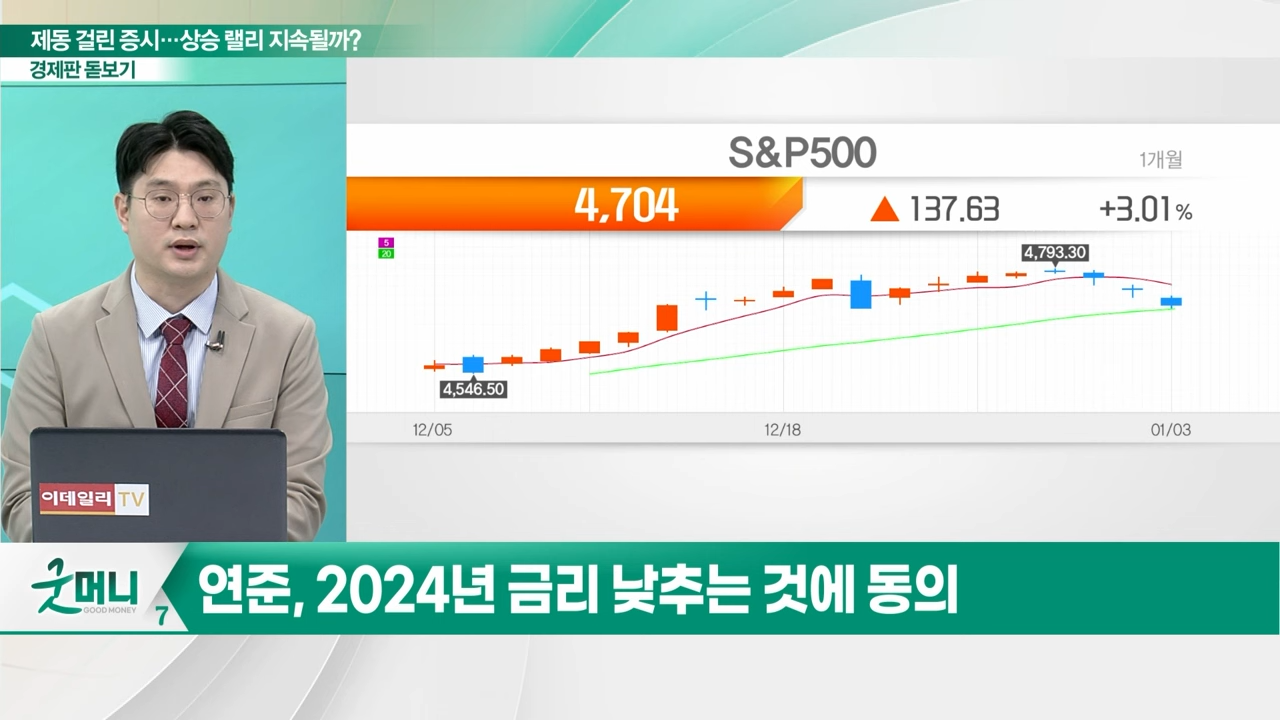 제동 걸린 증시…상승 랠리 지속될까?
경제판 돋보기
S&P500
1개월
4,704
▲ 137.63
+3.01%
5
20
4,793.30
4,546.50
12/05
12/18
01/03
이데일리 TV
굿머니
GOOD MONEY
7
연준, 2024년 금리 낮추는 것에 동의